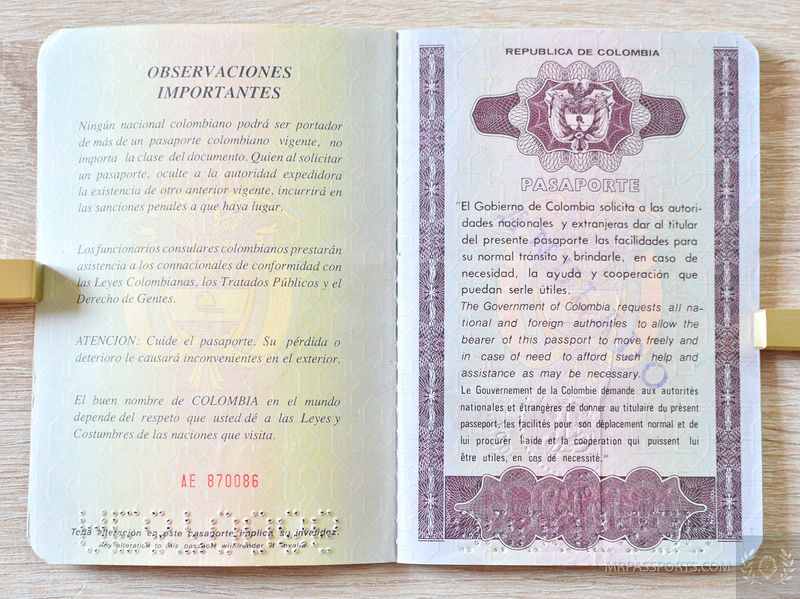 OBSERVACIONES
IMPORTANTES
Ningún nacional colombiano podrá ser portador
de más de un pasaporte colombiano vigente, no
importa la clase del documento. Quien al solicitar
un pasaporte, oculte a la autoridad expedidora
la existencia de otro anterior vigente, incurrirá en
las sanciones penales a que haya lugar.
Los funcionarios consulares colombianos prestarán
asistencia a los connacionales de conformidad con
las Leyes Colombianas, los Tratados Públicos y el
Derecho de Gentes.
ATENCION: Cuide el pasaporte. Su pérdida o
deterioro le causará inconvenientes en el exterior.
El buen nombre de COLOMBIA en el mundo
depende del respeto que usted dé a las Leyes y
Costumbres de las naciones que visita.
AE 870086
Toda alteración en este pasaporte implica su invalidez.
Any alteration to this passport will render it invalid.
REPUBLICA DE COLOMBIA
PASAPORTE
"El Gobierno de Colombia solicita a las autori-
dades nacionales y extranjeras dar al titular
del presente pasaporte las facilidades para
su normal tránsito y brindarle, en caso de
necesidad, la ayuda y cooperación que
puedan serle útiles.
The Government of Colombia requests all na-
tional and foreign authorities to allow the
bearer of this passport to move freely and
in case of need to afford such help and
assistance as may be necessary.
Le Gouvernement de la Colombie demande aux autorités
nationales et étrangères de donner au titulaire du présent
passeport, les facilités pour son déplacement normal et de
lui procurer l'aide et la cooperation qui puissent lui
être utiles, en cas de necessité."
COLOMBIA
MRPASSPORTS.COM